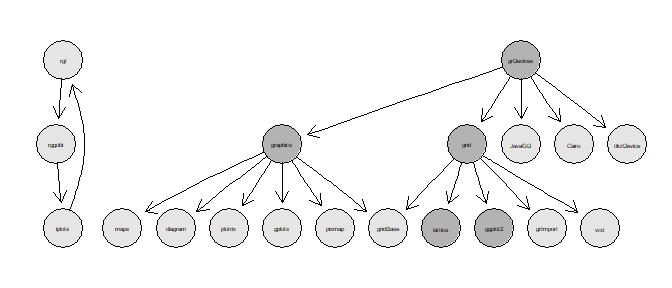 rgl
grDevices
rggobi
graphics
grid
JavaGD
Cairo
tikzDevice
iplots
maps
diagram
plotrix
gplots
pixmap
gridBase
lattice
ggplot2
grImport
vcd